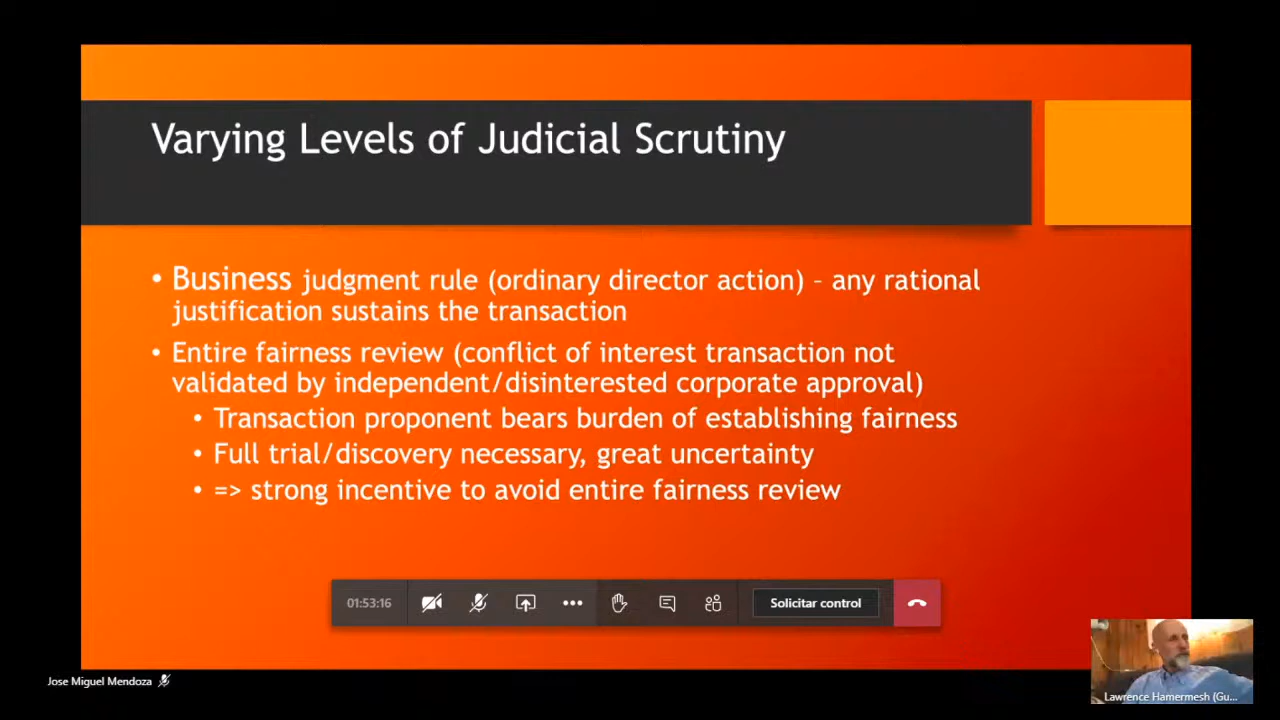 Varying Levels of Judicial Scrutiny
• Business judgment rule (ordinary director action) – any rational
justification sustains the transaction
• Entire fairness review (conflict of interest transaction not
validated by independent/disinterested corporate approval)
• Transaction proponent bears burden of establishing fairness
• Full trial/discovery necessary, great uncertainty
• => strong incentive to avoid entire fairness review
01:53:16
Solicitar control
Jose Miguel Mendoza
Lawrence Hamermesh (Gu...